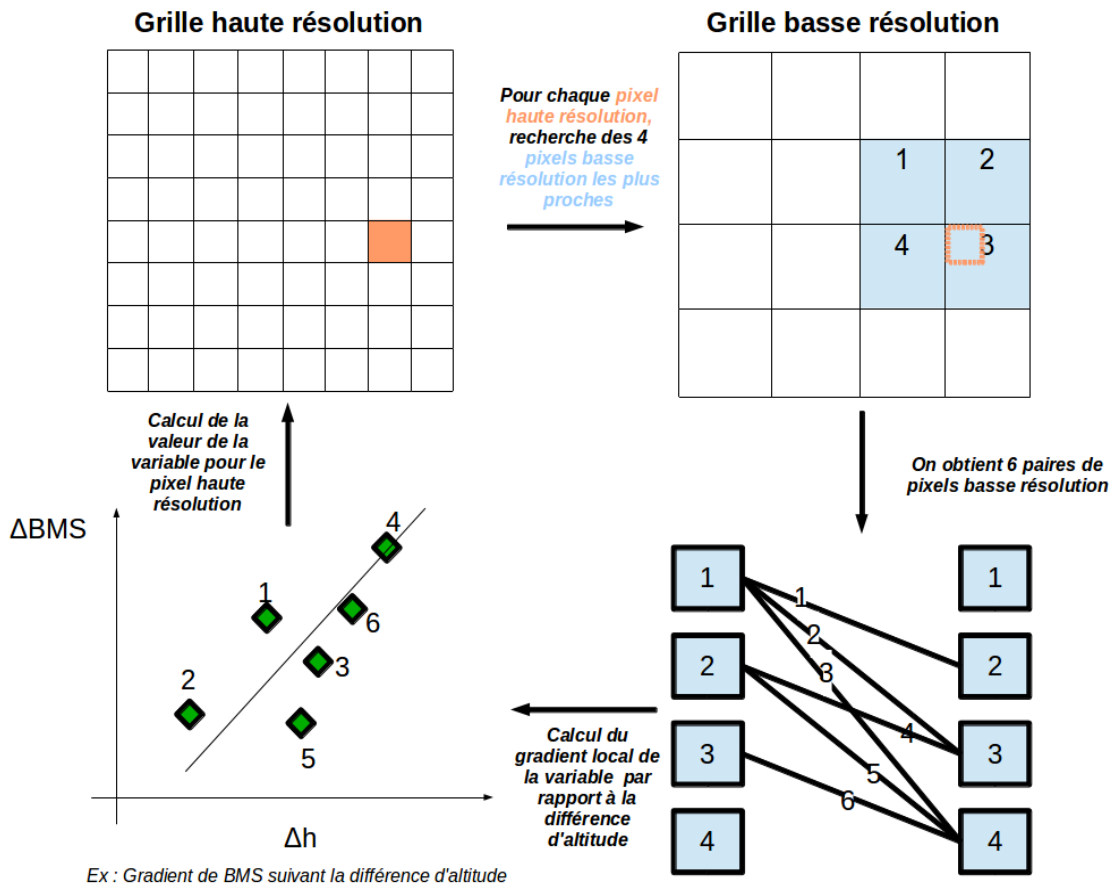 Grille haute résolution
Grille basse résolution
Pour chaque pixel
haute résolution,
recherche des 4
pixels basse
résolution les plus
proches
1
2
4
3
Calcul de la
valeur de la
variable pour le
pixel haute
résolution
On obtient 6 paires de
pixels basse résolution
ΔBMS
4
1
6
2
3
5
Δh
Ex : Gradient de BMS suivant la différence d'altitude
Calcul du
gradient local de
la variable par
rapport à la
différence
d'altitude
1
2
3
4
1
2
3
4
5
6
1
2
3
4